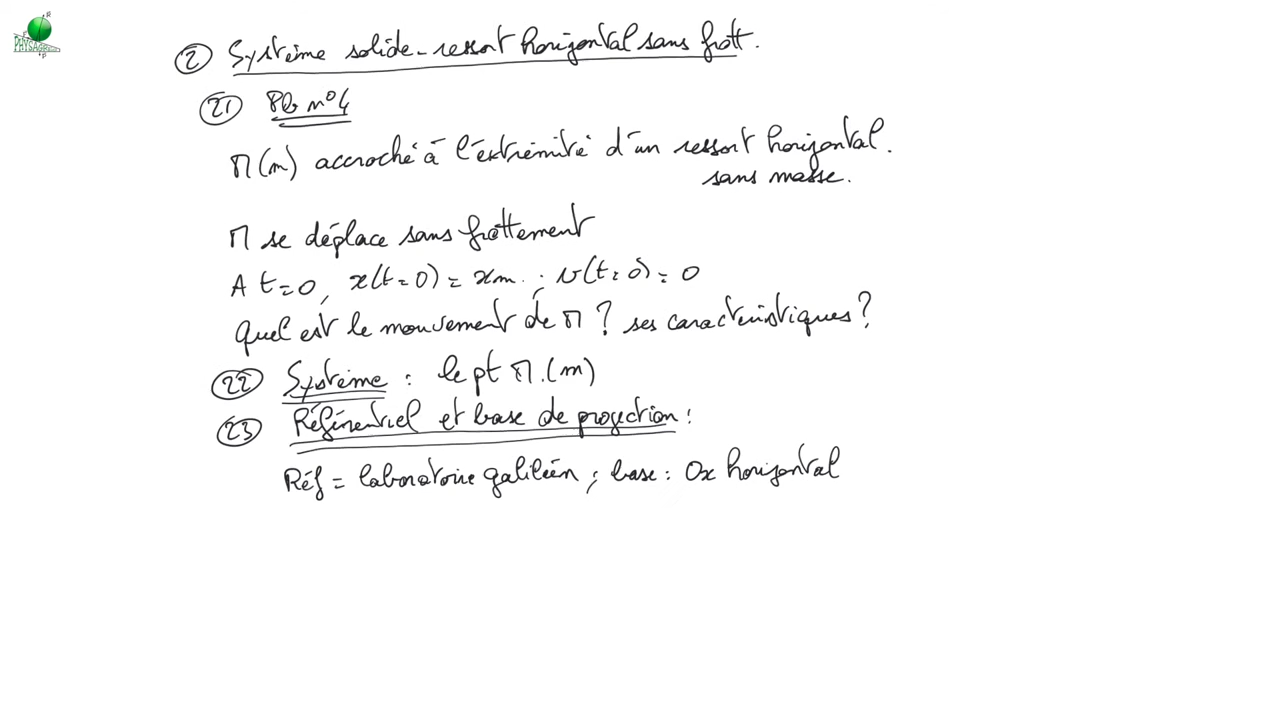 ② Système solide-ressort horizontal sans frott.
㉑ Pb n°4
M(m) accroché à l'extrémité d'un ressort horizontal.
sans masse.
M se déplace sans frottement
A t=0, x(t=0) = xm. ; v(t=0) = 0
Quel est le mouvement de M ? ses caractéristiques ?
㉒ Système : le pt M.(m)
㉓ Référentiel et base de projection :
Réf = laboratoire galiléen ; base : Ox horizontal